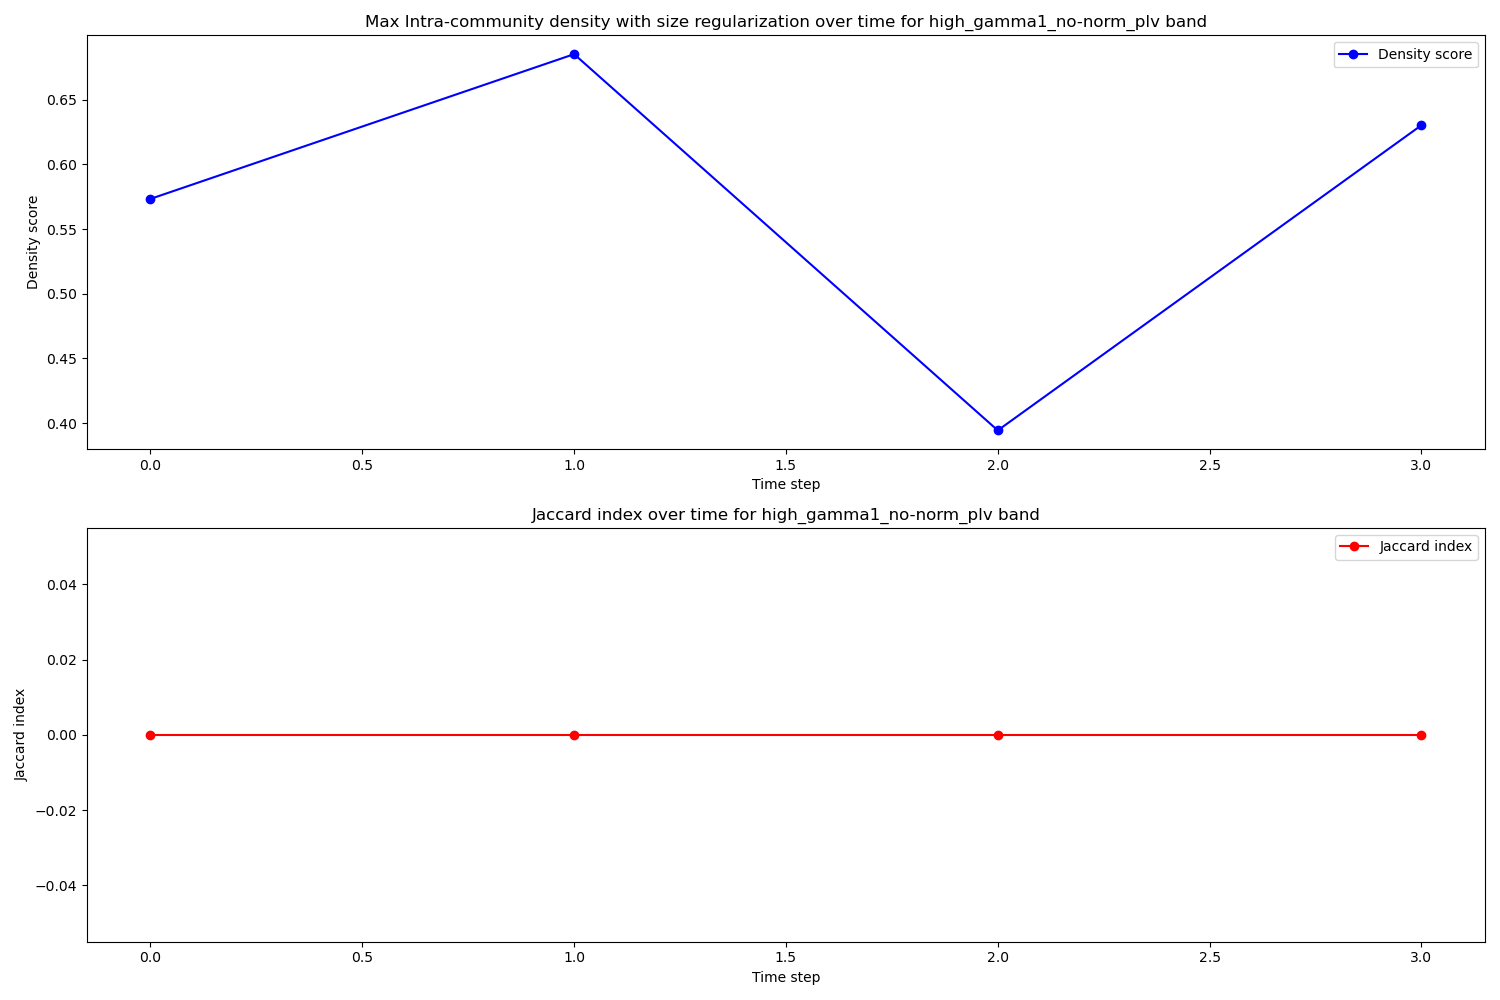 Max Intra-community density with size regularization over time for high_gamma1_no-norm_plv band
Density score
0.65
0.60
0.55
0.50
0.45
0.40
Density score
0.0 0.5 1.0 1.5 2.0 2.5 3.0
Time step
Jaccard index over time for high_gamma1_no-norm_plv band
Jaccard index
0.04
0.02
0.00
−0.02
−0.04
Jaccard index
0.0 0.5 1.0 1.5 2.0 2.5 3.0
Time step